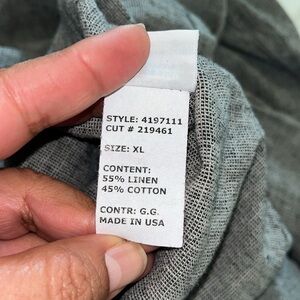 STYLE: 4197111
CUT # 219461
SIZE: XL
CONTENT:
55% LINEN
45% COTTON
CONTR: G.G.
MADE IN USA